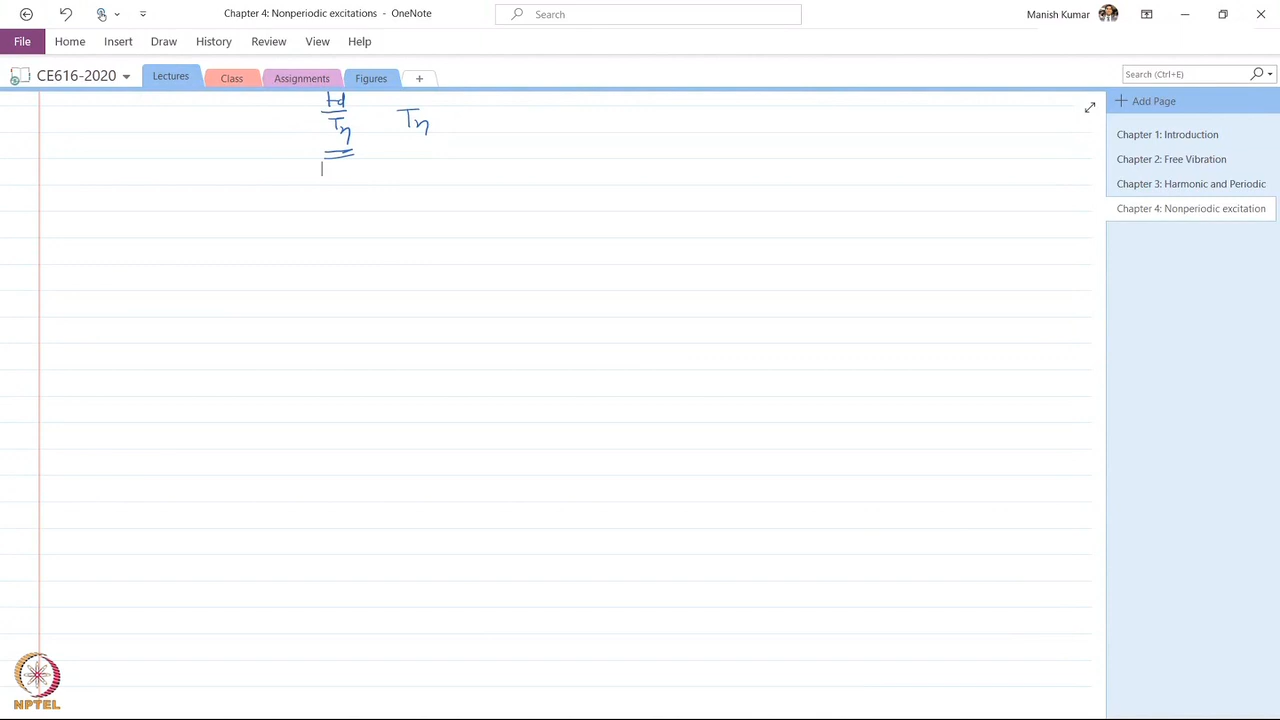 Chapter 4: Nonperiodic excitations - OneNote
Search
Manish Kumar
File Home Insert Draw History Review View Help
CE616-2020
Lectures Class Assignments Figures +
Search (Ctrl+E)
Add Page
Chapter 1: Introduction
Chapter 2: Free Vibration
Chapter 3: Harmonic and Periodic
Chapter 4: Nonperiodic excitation
td
Tn Tn
NPTEL